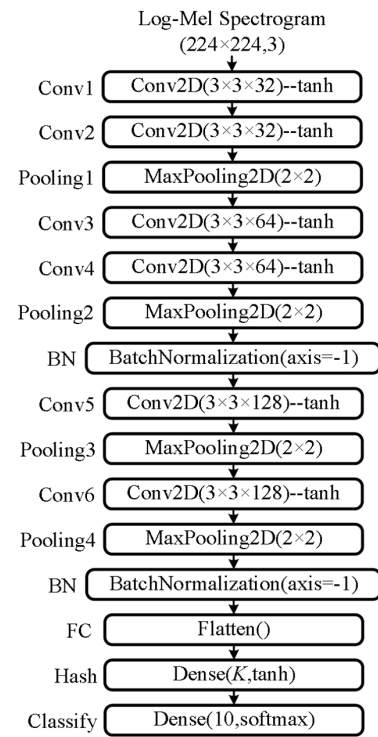 Log-Mel Spectrogram
(224×224,3)
Conv1 Conv2D(3×3×32)--tanh
Conv2 Conv2D(3×3×32)--tanh
Pooling1 MaxPooling2D(2×2)
Conv3 Conv2D(3×3×64)--tanh
Conv4 Conv2D(3×3×64)--tanh
Pooling2 MaxPooling2D(2×2)
BN BatchNormalization(axis=-1)
Conv5 Conv2D(3×3×128)--tanh
Pooling3 MaxPooling2D(2×2)
Conv6 Conv2D(3×3×128)--tanh
Pooling4 MaxPooling2D(2×2)
BN BatchNormalization(axis=-1)
FC Flatten()
Hash Dense(K,tanh)
Classify Dense(10,softmax)